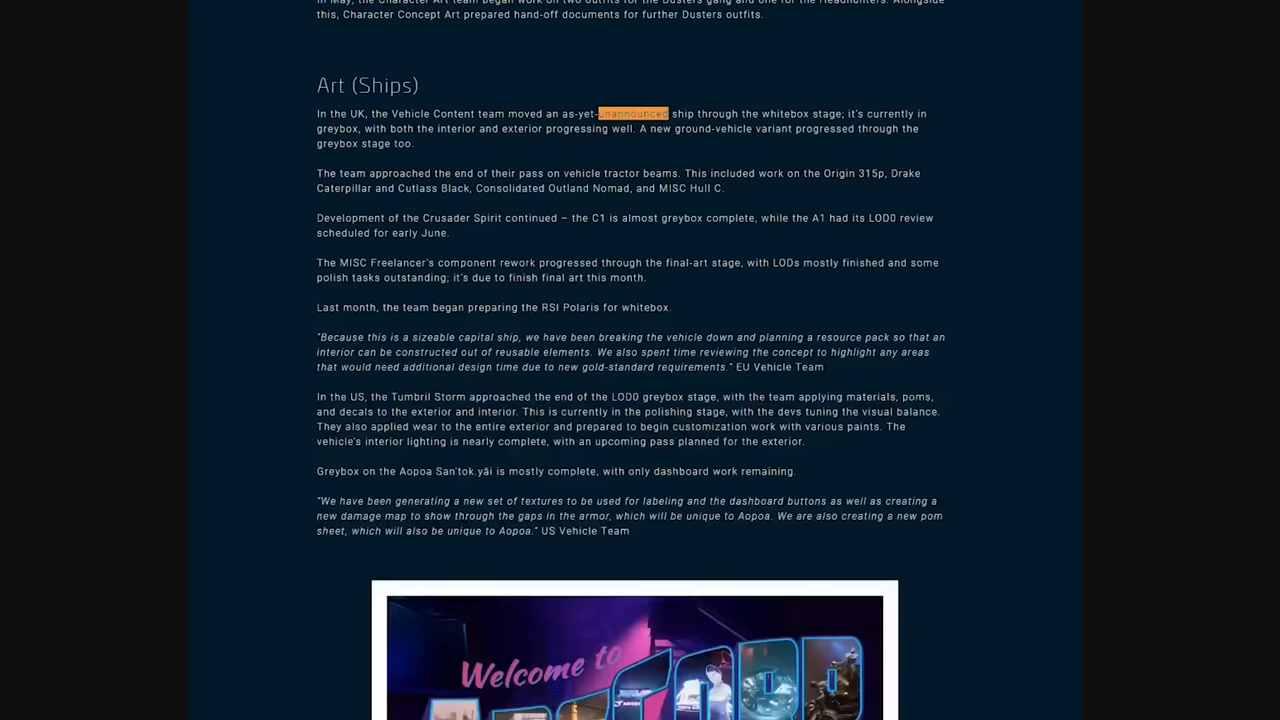 In May, the Character Art team began work on two outfits for the Dusters gang and one for the Headhunters. Alongside
this, Character Concept Art prepared hand-off documents for further Dusters outfits.
Art (Ships)
In the UK, the Vehicle Content team moved an as-yet-unannounced ship through the whitebox stage; it's currently in
greybox, with both the interior and exterior progressing well. A new ground-vehicle variant progressed through the
greybox stage too.
The team approached the end of their pass on vehicle tractor beams. This included work on the Origin 315p, Drake
Caterpillar and Cutlass Black, Consolidated Outland Nomad, and MISC Hull C.
Development of the Crusader Spirit continued – the C1 is almost greybox complete, while the A1 had its LOD0 review
scheduled for early June.
The MISC Freelancer's component rework progressed through the final-art stage, with LODs mostly finished and some
polish tasks outstanding; it's due to finish final art this month.
Last month, the team began preparing the RSI Polaris for whitebox.
"Because this is a sizeable capital ship, we have been breaking the vehicle down and planning a resource pack so that an
interior can be constructed out of reusable elements. We also spent time reviewing the concept to highlight any areas
that would need additional design time due to new gold-standard requirements." EU Vehicle Team
In the US, the Tumbril Storm approached the end of the LOD0 greybox stage, with the team applying materials, poms,
and decals to the exterior and interior. This is currently in the polishing stage, with the devs tuning the visual balance.
They also applied wear to the entire exterior and prepared to begin customization work with various paints. The
vehicle's interior lighting is nearly complete, with an upcoming pass planned for the exterior.
Greybox on the Aopoa San'tok.yāi is mostly complete, with only dashboard work remaining.
"We have been generating a new set of textures to be used for labeling and the dashboard buttons as well as creating a
new damage map to show through the gaps in the armor, which will be unique to Aopoa. We are also creating a new pom
sheet, which will also be unique to Aopoa." US Vehicle Team
Welcome to
ARCCORP